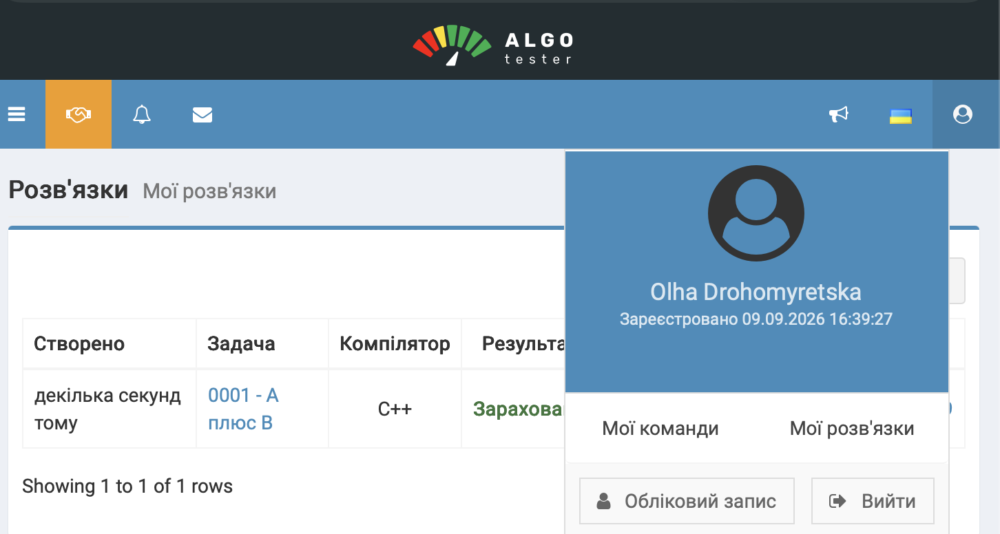 ALGO
tester
Розв'язки Мої розв'язки
Olha Drohomyretska
Зареєстровано 09.09.2026 16:39:27
Створено Задача Компілятор Результа
декілька секунд тому
0001 - A плюс B
C++
Зарахова
Мої команди Мої розв'язки
Showing 1 to 1 of 1 rows
Обліковий запис Вийти